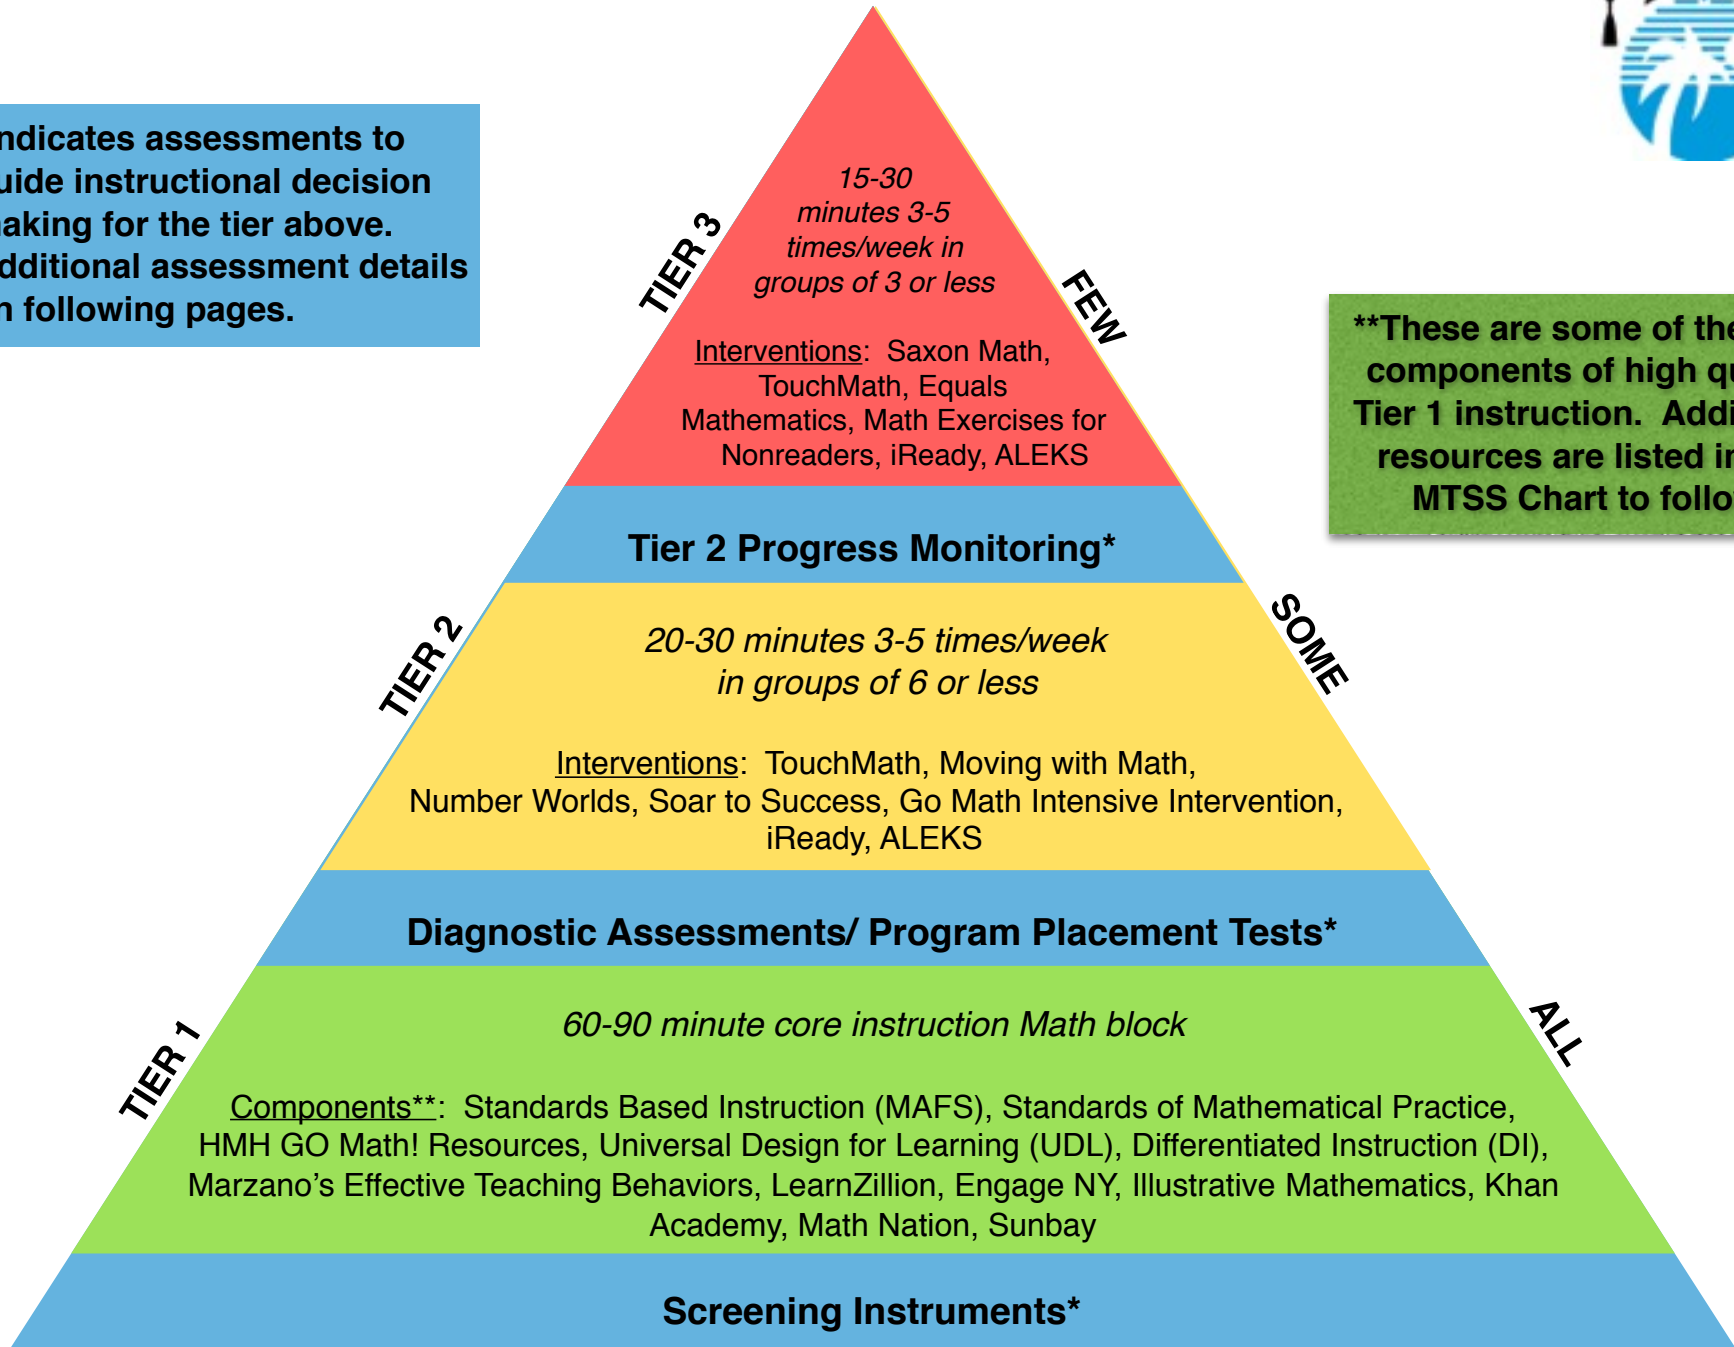 15-30
minutes 3-5
times/week in
groups of 3 or less
TIER 3
FEW
Interventions: Saxon Math,
TouchMath, Equals
Mathematics, Math Exercises for
Nonreaders, iReady, ALEKS
ndicates assessments to
uide instructional decision
aking for the tier above.
dditional assessment details
n following pages.
**These are some of the
components of high qu
Tier 1 instruction. Addi
resources are listed in
MTSS Chart to follo
Tier 2 Progress Monitoring*
TIER 2
SOME
20-30 minutes 3-5 times/week
in groups of 6 or less
Interventions: TouchMath, Moving with Math,
Number Worlds, Soar to Success, Go Math Intensive Intervention,
iReady, ALEKS
Diagnostic Assessments/ Program Placement Tests*
TIER 1
ALL
60-90 minute core instruction Math block
Components**: Standards Based Instruction (MAFS), Standards of Mathematical Practice,
HMH GO Math! Resources, Universal Design for Learning (UDL), Differentiated Instruction (DI),
Marzano’s Effective Teaching Behaviors, LearnZillion, Engage NY, Illustrative Mathematics, Khan
Academy, Math Nation, Sunbay
Screening Instruments*